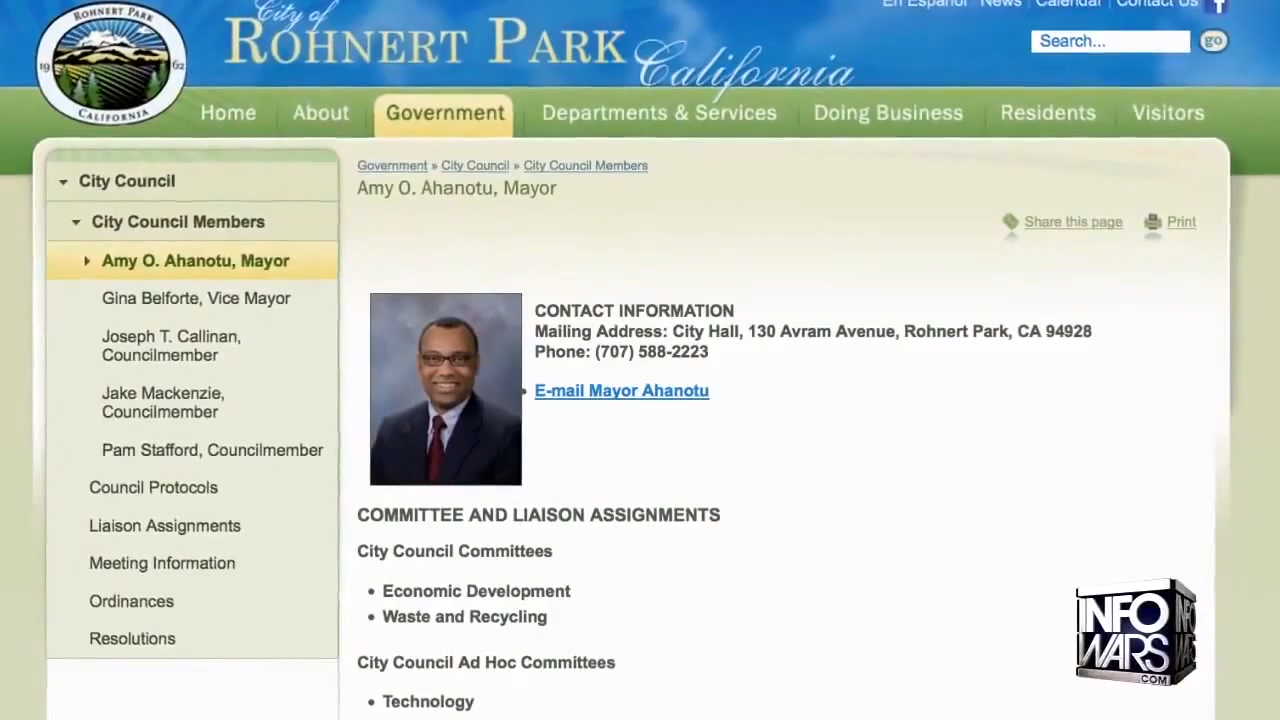 City of
ROHNERT PARK
California
ROHNERT PARK
19 62
CALIFORNIA
En Español News Calendar Contact Us f
Search... go
Home About Government Departments & Services Doing Business Residents Visitors
City Council
City Council Members
Amy O. Ahanotu, Mayor
Gina Belforte, Vice Mayor
Joseph T. Callinan,
Councilmember
Jake Mackenzie,
Councilmember
Pam Stafford, Councilmember
Council Protocols
Liaison Assignments
Meeting Information
Ordinances
Resolutions
Government » City Council » City Council Members
Amy O. Ahanotu, Mayor
Share this page Print
CONTACT INFORMATION
Mailing Address: City Hall, 130 Avram Avenue, Rohnert Park, CA 94928
Phone: (707) 588-2223
• E-mail Mayor Ahanotu
COMMITTEE AND LIAISON ASSIGNMENTS
City Council Committees
• Economic Development
• Waste and Recycling
City Council Ad Hoc Committees
• Technology
INFO
WARS
.COM